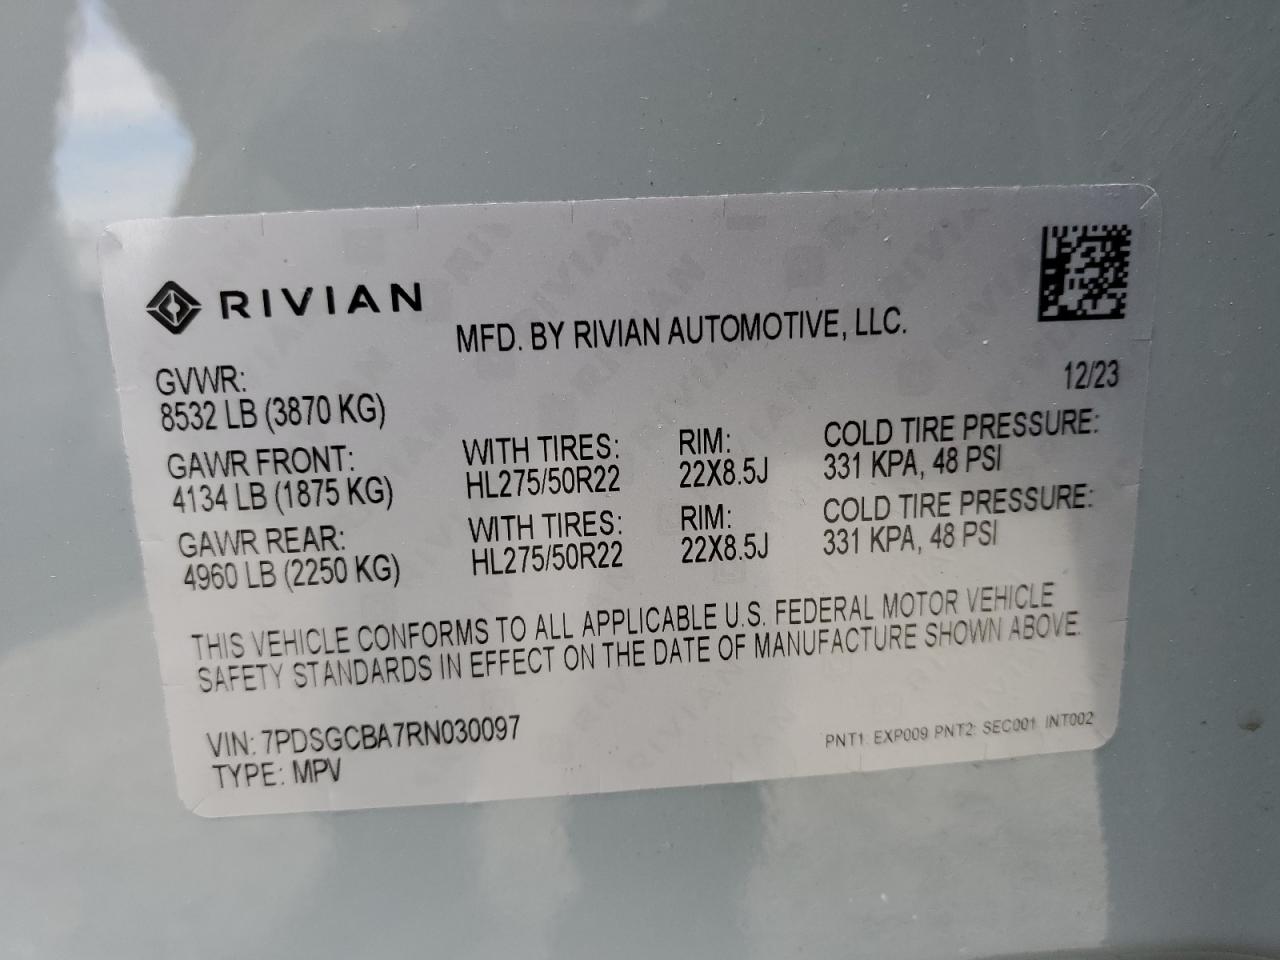 RIVIAN
MFD. BY RIVIAN AUTOMOTIVE, LLC.
12/23
GVWR:
8532 LB (3870 KG)
GAWR FRONT: WITH TIRES: RIM: COLD TIRE PRESSURE:
4134 LB (1875 KG) HL275/50R22 22X8.5J 331 KPA, 48 PSI
GAWR REAR: WITH TIRES: RIM: COLD TIRE PRESSURE:
4960 LB (2250 KG) HL275/50R22 22X8.5J 331 KPA, 48 PSI
THIS VEHICLE CONFORMS TO ALL APPLICABLE U.S. FEDERAL MOTOR VEHICLE
SAFETY STANDARDS IN EFFECT ON THE DATE OF MANUFACTURE SHOWN ABOVE.
VIN: 7PDSGCBA7RN030097
TYPE: MPV
PNT1: EXP009 PNT2: SEC001 INT002